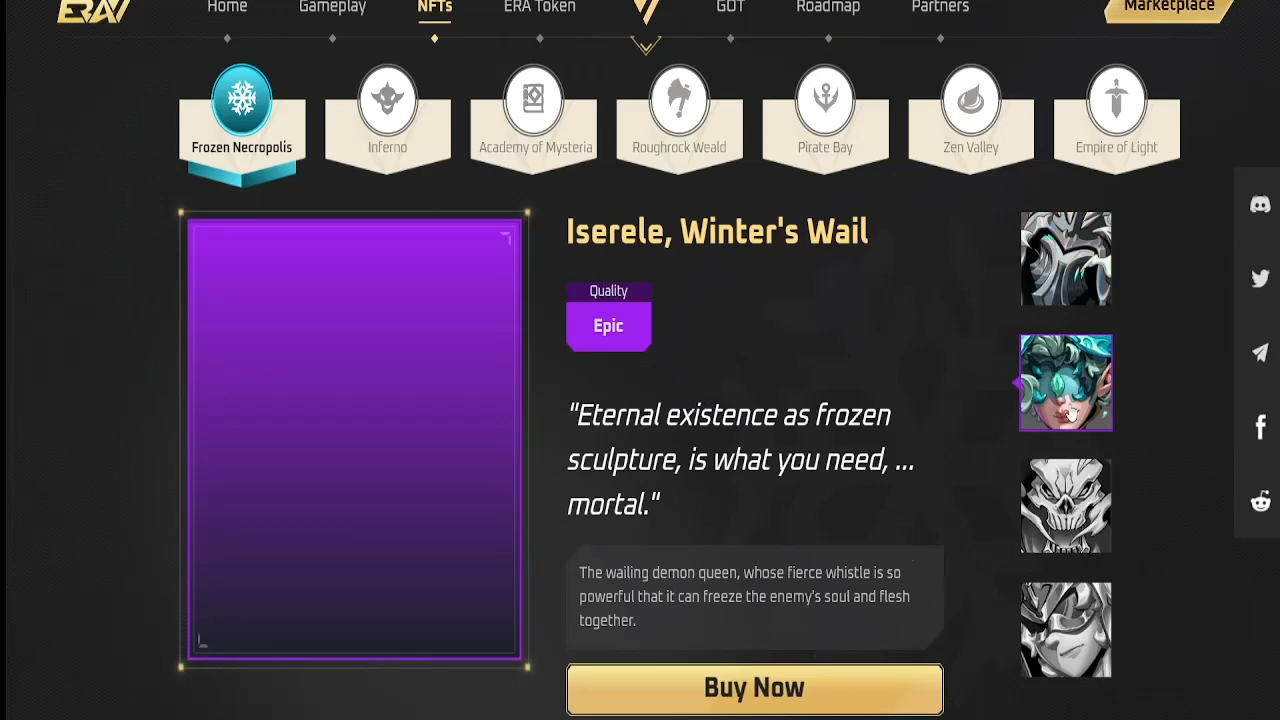 ERA7
Home Gameplay NFTs ERA Token GOT Roadmap Partners Marketplace
Frozen Necropolis Inferno Academy of Mysteria Roughrock Weald Pirate Bay Zen Valley Empire of Light
Iserele, Winter's Wail
Quality
Epic
"Eternal existence as frozen
sculpture, is what you need, ...
mortal."
The wailing demon queen, whose fierce whistle is so
powerful that it can freeze the enemy's soul and flesh
together.
Buy Now